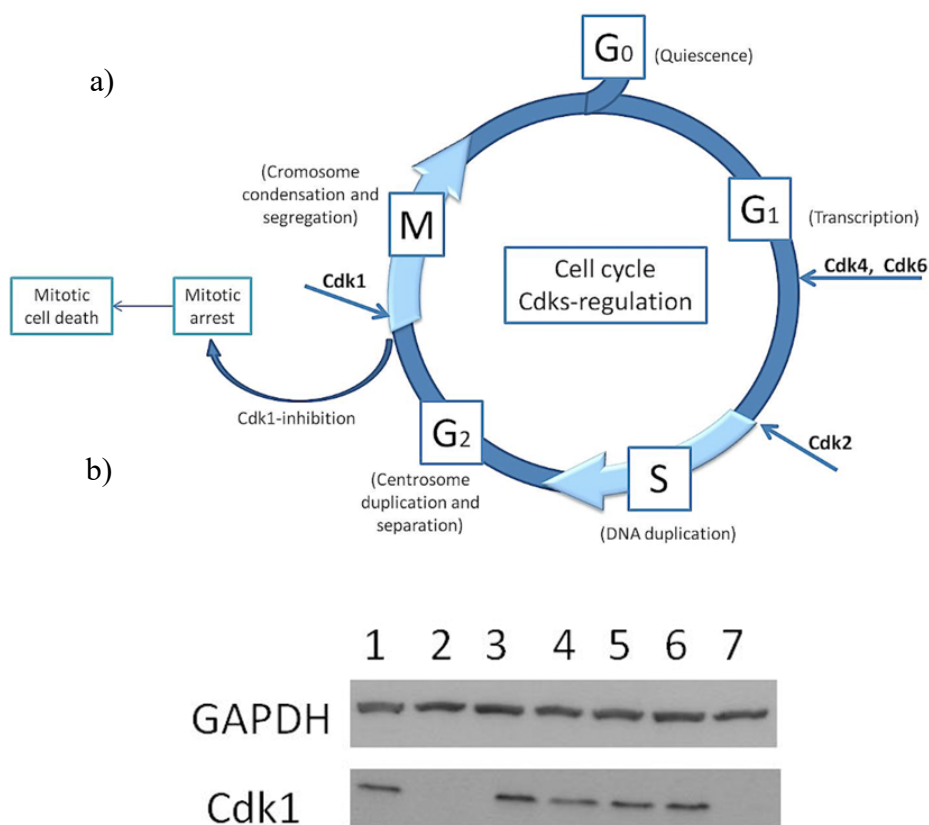 a)
G0
(Quiescence)
(Cromosome
condensation and
segregation)
M
G1
(Transcription)
Cell cycle
Cdks-regulation
Cdk4, Cdk6
Cdk1
Mitotic
cell death
Mitotic
arrest
Cdk1-inhibition
G2
(Centrosome
duplication and
separation)
Cdk2
b)
S
(DNA duplication)
1 2 3 4 5 6 7
GAPDH
Cdk1